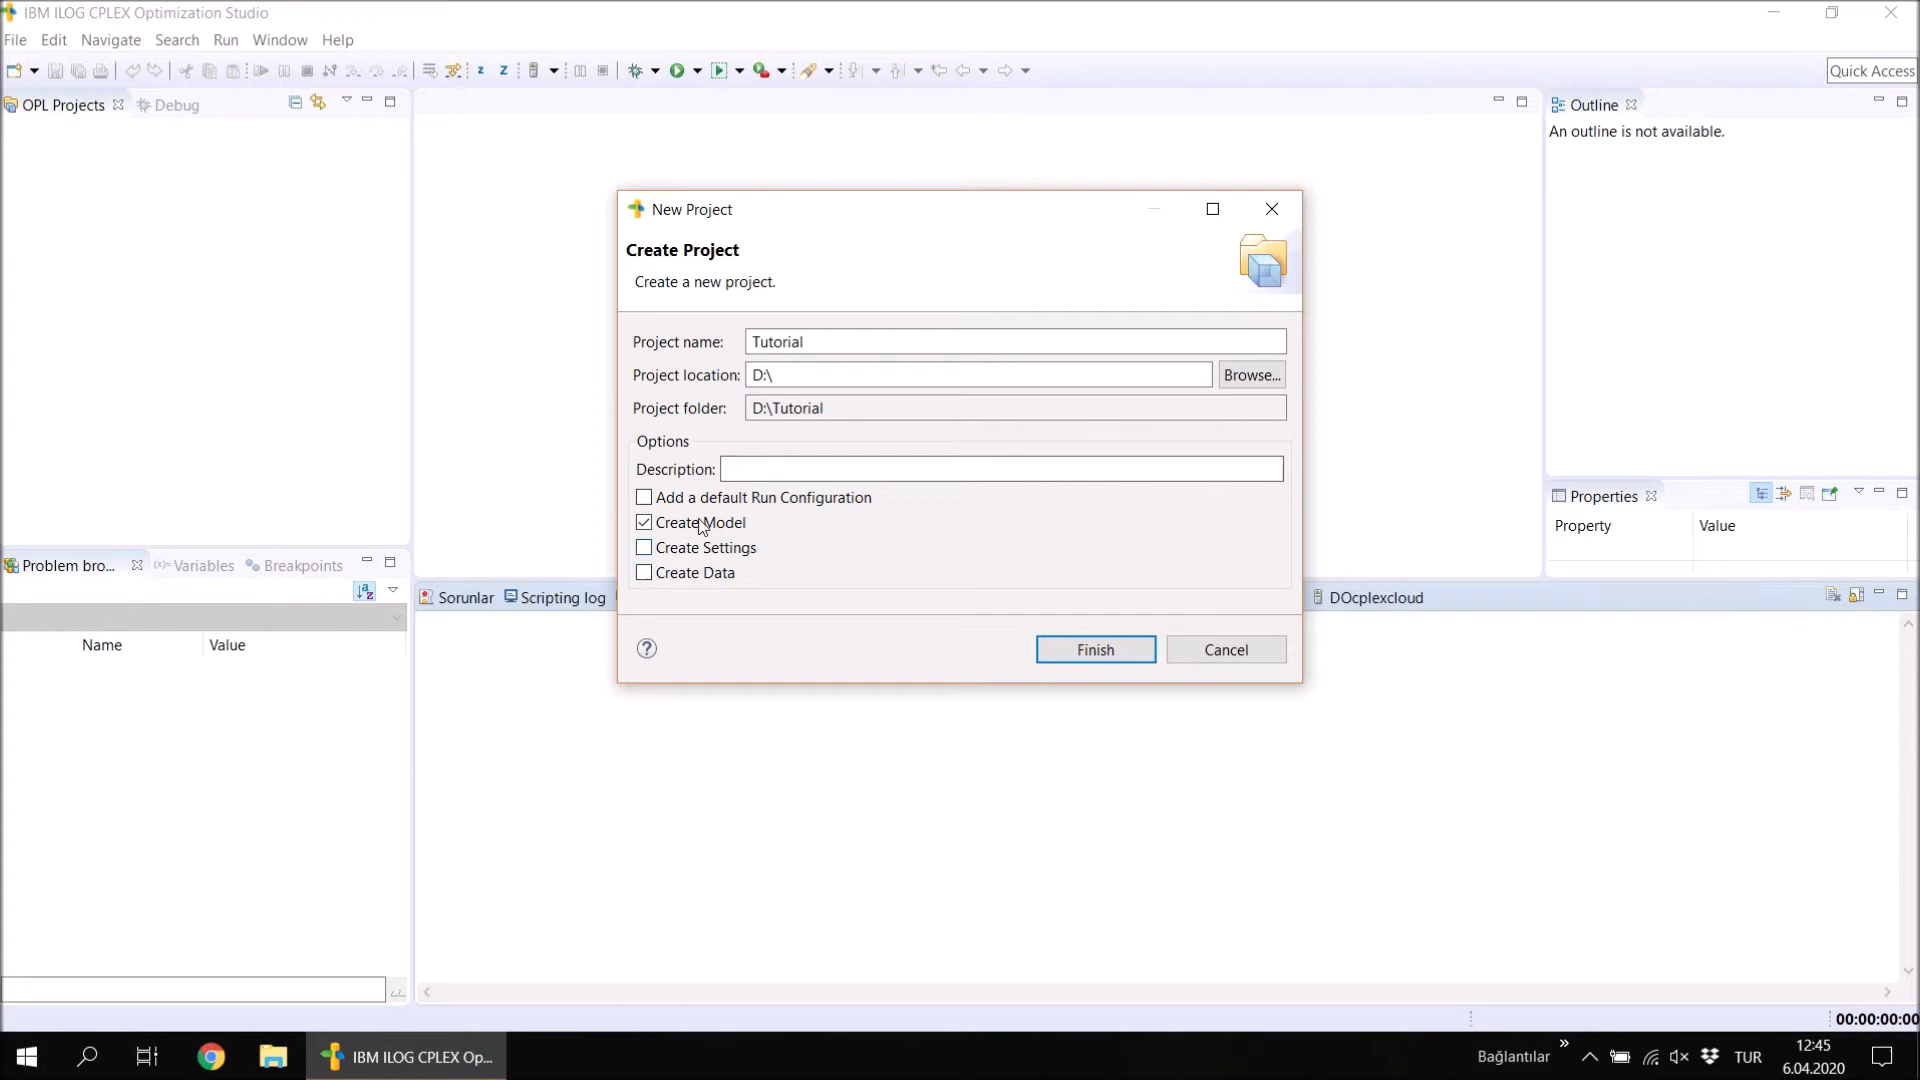 IBM ILOG CPLEX Optimization Studio
File Edit Navigate Search Run Window Help
Quick Access
OPL Projects Debug
Outline
An outline is not available.
New Project
Create Project
Create a new project.
Project name: Tutorial
Project location: D:\ Browse...
Project folder: D:\Tutorial
Options
Description:
Add a default Run Configuration
Create Model
Create Settings
Create Data
Finish Cancel
Properties
Property Value
Problem bro... (x)= Variables Breakpoints
Name Value
Sorunlar Scripting log DOcplexcloud
00:00:00:00
IBM ILOG CPLEX Op...
Bağlantılar » TUR 12:45
6.04.2020